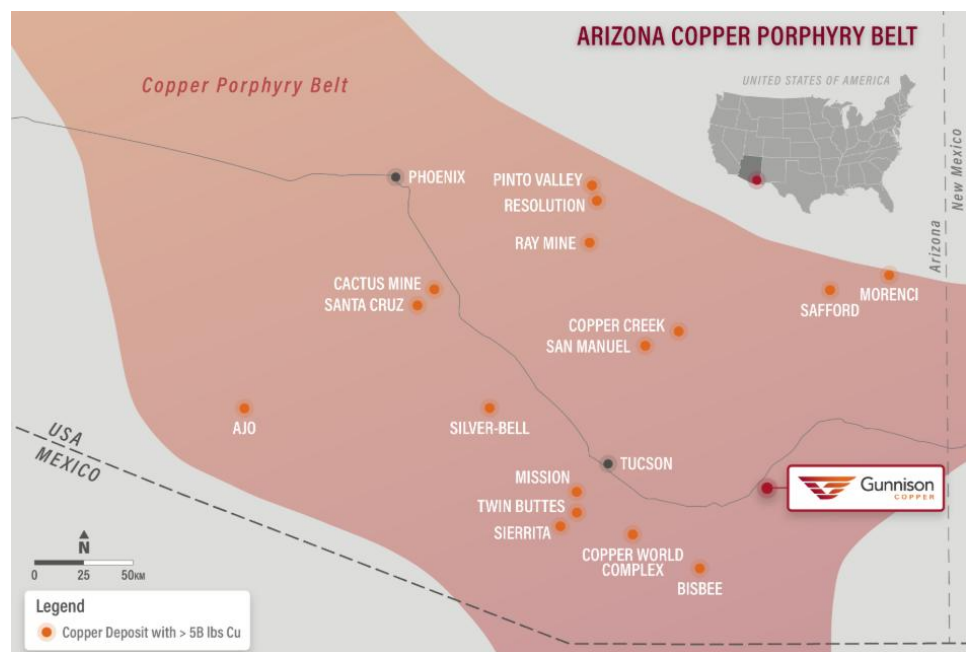 ARIZONA COPPER PORPHYRY BELT
Copper Porphyry Belt
UNITED STATES OF AMERICA
New Mexico
Arizona
PHOENIX
PINTO VALLEY
RESOLUTION
RAY MINE
CACTUS MINE
SANTA CRUZ
MORENCI
SAFFORD
COPPER CREEK
SAN MANUEL
AJO
SILVER-BELL
USA
MEXICO
TUCSON
MISSION
Gunnison
COPPER
TWIN BUTTES
SIERRITA
COPPER WORLD
COMPLEX
BISBEE
N
0 25 50KM
Legend
Copper Deposit with > 5B lbs Cu